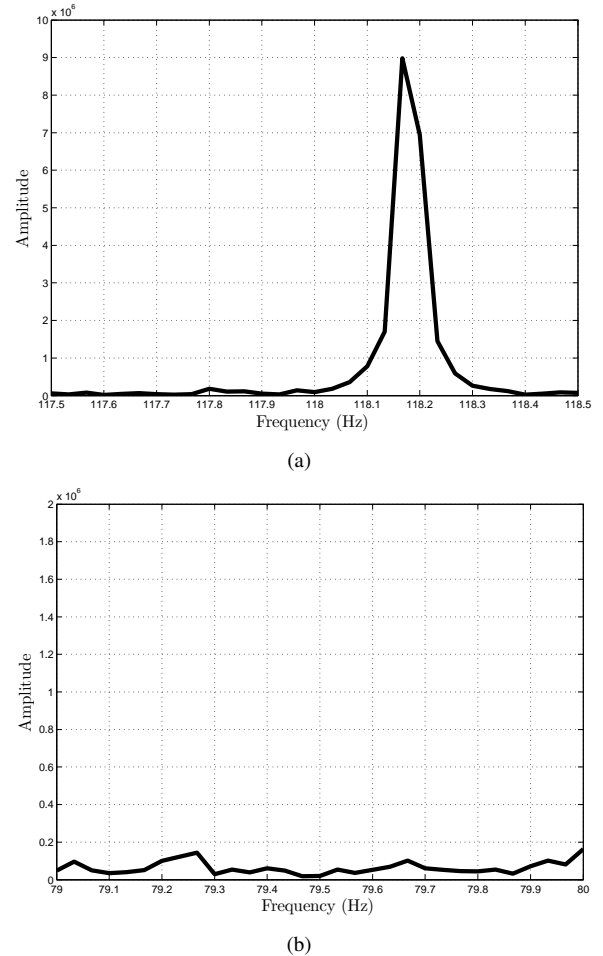 x 10⁶
10
9
8
7
6
5
4
3
2
1
0
Amplitude
117.5 117.6 117.7 117.8 117.9 118 118.1 118.2 118.3 118.4 118.5
Frequency (Hz)
(a)
x 10⁶
2
1.8
1.6
1.4
1.2
1
0.8
0.6
0.4
0.2
0
Amplitude
79 79.1 79.2 79.3 79.4 79.5 79.6 79.7 79.8 79.9 80
Frequency (Hz)
(b)